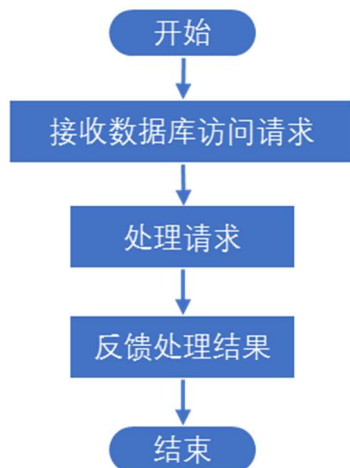 开始
接收数据库访问请求
处理请求
反馈处理结果
结束